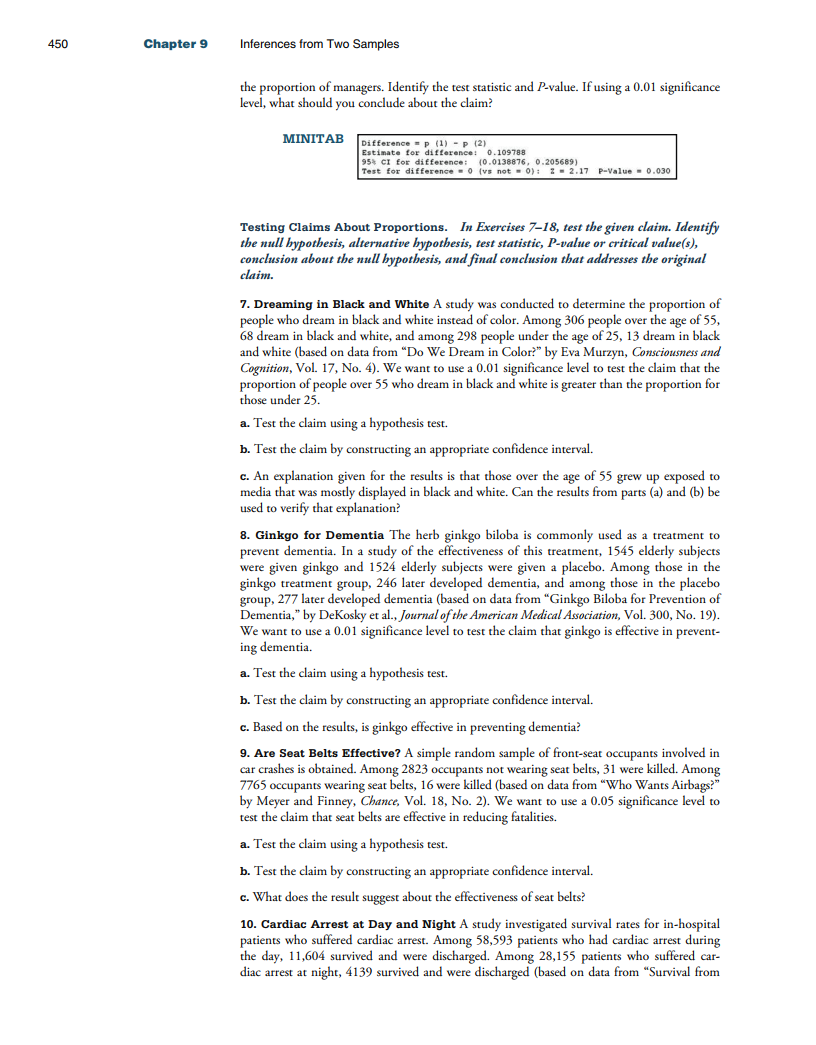 450 Chapter 9 Inferences from Two Samples
the proportion of managers. Identify the test statistic and P-value. If using a 0.01 significance
level, what should you conclude about the claim?
MINITAB
Difference = p (1) - p (2)
Estimate for difference: 0.109788
95% CI for difference: (0.0138876, 0.205689)
Test for difference = 0 (vs not = 0): Z = 2.17 P-Value = 0.030
Testing Claims About Proportions. In Exercises 7–18, test the given claim. Identify
the null hypothesis, alternative hypothesis, test statistic, P-value or critical value(s),
conclusion about the null hypothesis, and final conclusion that addresses the original
claim.
7. Dreaming in Black and White A study was conducted to determine the proportion of
people who dream in black and white instead of color. Among 306 people over the age of 55,
68 dream in black and white, and among 298 people under the age of 25, 13 dream in black
and white (based on data from “Do We Dream in Color?” by Eva Murzyn, Consciousness and
Cognition, Vol. 17, No. 4). We want to use a 0.01 significance level to test the claim that the
proportion of people over 55 who dream in black and white is greater than the proportion for
those under 25.
a. Test the claim using a hypothesis test.
b. Test the claim by constructing an appropriate confidence interval.
c. An explanation given for the results is that those over the age of 55 grew up exposed to
media that was mostly displayed in black and white. Can the results from parts (a) and (b) be
used to verify that explanation?
8. Ginkgo for Dementia The herb ginkgo biloba is commonly used as a treatment to
prevent dementia. In a study of the effectiveness of this treatment, 1545 elderly subjects
were given ginkgo and 1524 elderly subjects were given a placebo. Among those in the
ginkgo treatment group, 246 later developed dementia, and among those in the placebo
group, 277 later developed dementia (based on data from “Ginkgo Biloba for Prevention of
Dementia,” by DeKosky et al., Journal of the American Medical Association, Vol. 300, No. 19).
We want to use a 0.01 significance level to test the claim that ginkgo is effective in prevent-
ing dementia.
a. Test the claim using a hypothesis test.
b. Test the claim by constructing an appropriate confidence interval.
c. Based on the results, is ginkgo effective in preventing dementia?
9. Are Seat Belts Effective? A simple random sample of front-seat occupants involved in
car crashes is obtained. Among 2823 occupants not wearing seat belts, 31 were killed. Among
7765 occupants wearing seat belts, 16 were killed (based on data from “Who Wants Airbags?”
by Meyer and Finney, Chance, Vol. 18, No. 2). We want to use a 0.05 significance level to
test the claim that seat belts are effective in reducing fatalities.
a. Test the claim using a hypothesis test.
b. Test the claim by constructing an appropriate confidence interval.
c. What does the result suggest about the effectiveness of seat belts?
10. Cardiac Arrest at Day and Night A study investigated survival rates for in-hospital
patients who suffered cardiac arrest. Among 58,593 patients who had cardiac arrest during
the day, 11,604 survived and were discharged. Among 28,155 patients who suffered car-
diac arrest at night, 4139 survived and were discharged (based on data from “Survival from